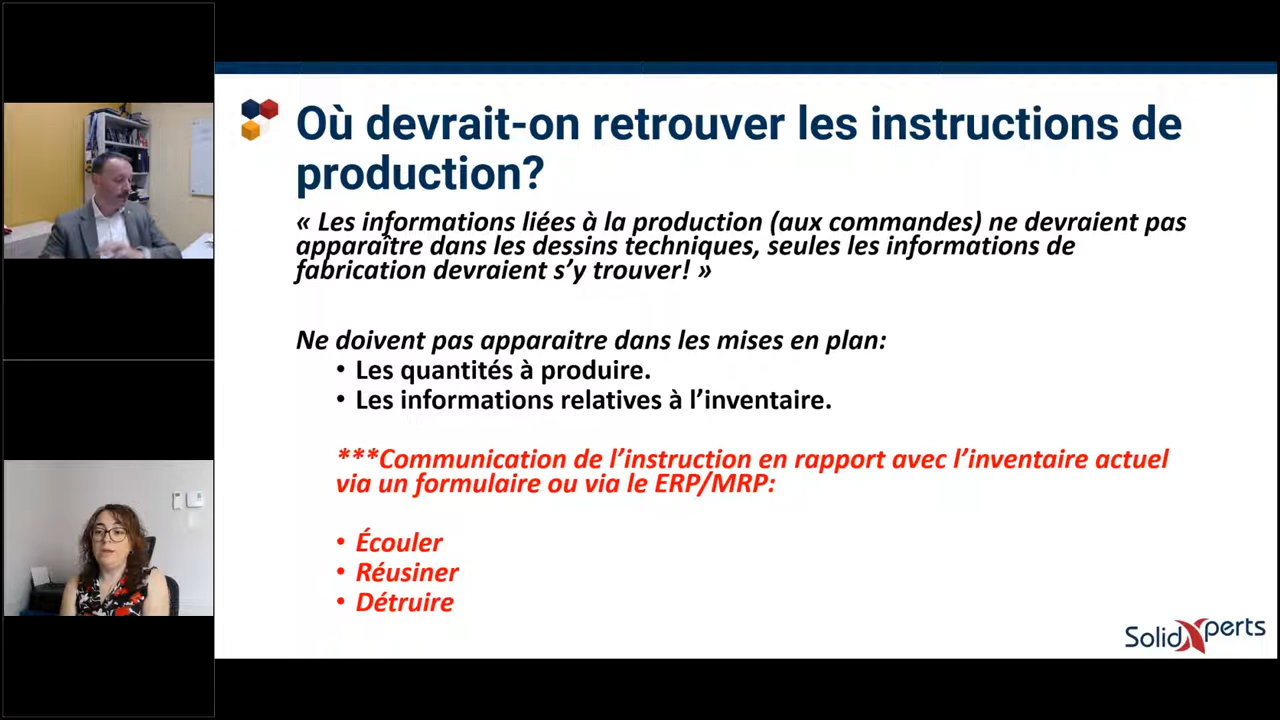 Où devrait-on retrouver les instructions de
production?
« Les informations liées à la production (aux commandes) ne devraient pas
apparaître dans les dessins techniques, seules les informations de
fabrication devraient s’y trouver! »
Ne doivent pas apparaitre dans les mises en plan:
• Les quantités à produire.
• Les informations relatives à l’inventaire.
***Communication de l’instruction en rapport avec l’inventaire actuel
via un formulaire ou via le ERP/MRP:
• Écouler
• Réusiner
• Détruire
SolidXperts